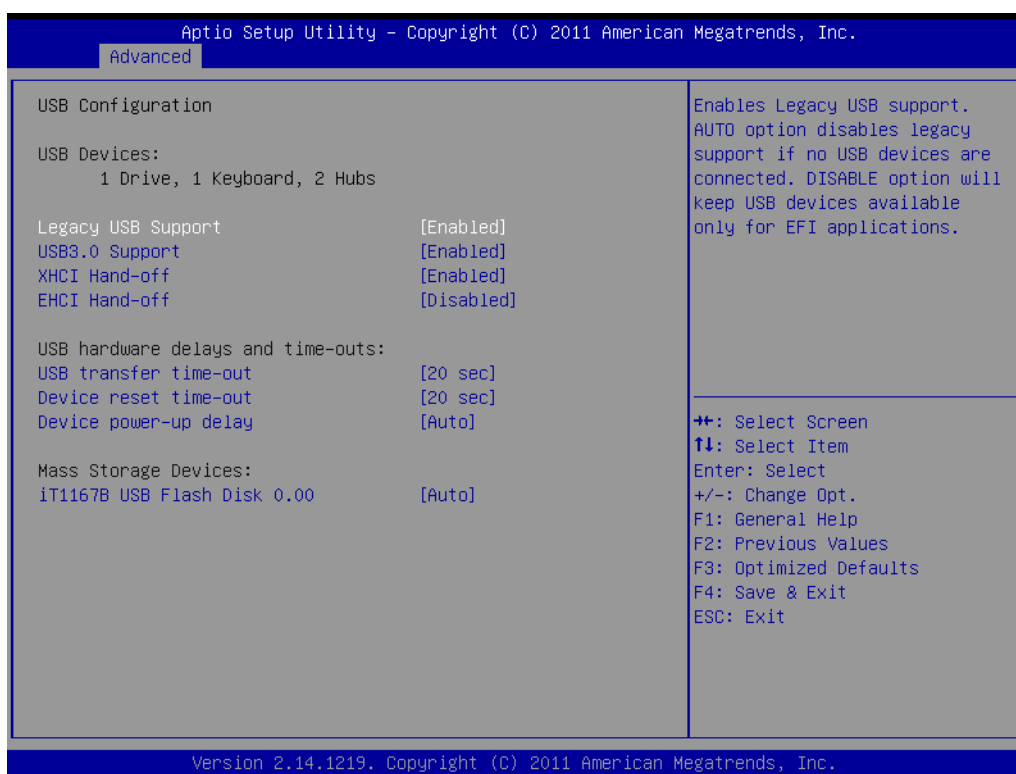 Aptio Setup Utility – Copyright (C) 2011 American Megatrends, Inc.
Advanced
USB Configuration
USB Devices:
1 Drive, 1 Keyboard, 2 Hubs
Legacy USB Support [Enabled]
USB3.0 Support [Enabled]
XHCI Hand-off [Enabled]
EHCI Hand-off [Disabled]
USB hardware delays and time-outs:
USB transfer time-out [20 sec]
Device reset time-out [20 sec]
Device power-up delay [Auto]
Mass Storage Devices:
iT1167B USB Flash Disk 0.00 [Auto]
Enables Legacy USB support.
AUTO option disables legacy
support if no USB devices are
connected. DISABLE option will
keep USB devices available
only for EFI applications.
→←: Select Screen
↑↓: Select Item
Enter: Select
+/-: Change Opt.
F1: General Help
F2: Previous Values
F3: Optimized Defaults
F4: Save & Exit
ESC: Exit
Version 2.14.1219. Copyright (C) 2011 American Megatrends, Inc.